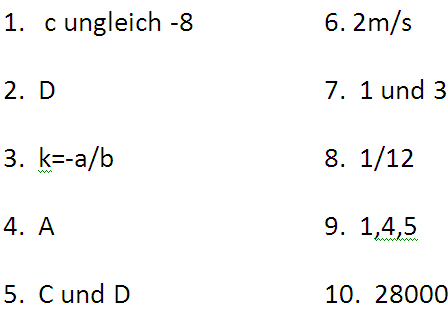 1. c ungleich -8
2. D
3. k=-a/b
4. A
5. C und D
6. 2m/s
7. 1 und 3
8. 1/12
9. 1,4,5
10. 28000